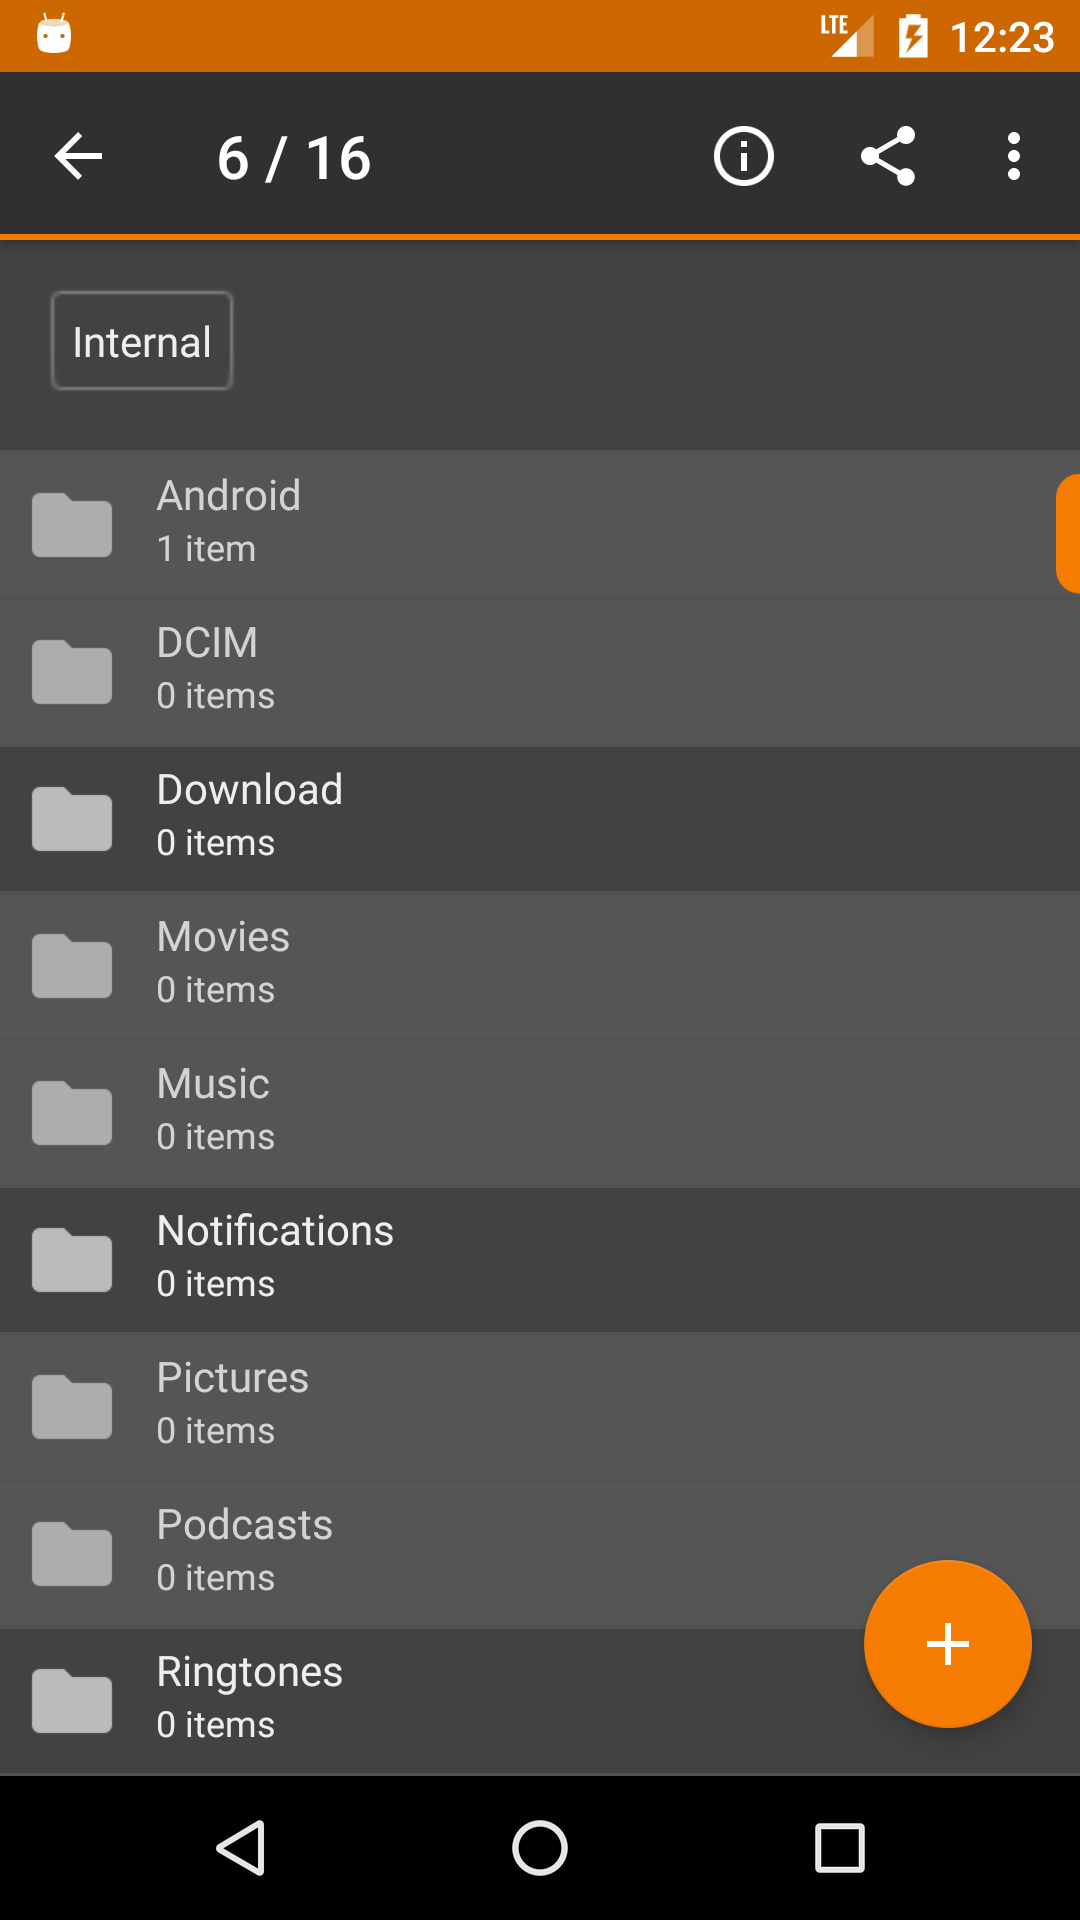 LTE 12:23
6 / 16
Internal
Android
1 item
DCIM
0 items
Download
0 items
Movies
0 items
Music
0 items
Notifications
0 items
Pictures
0 items
Podcasts
0 items
Ringtones
0 items